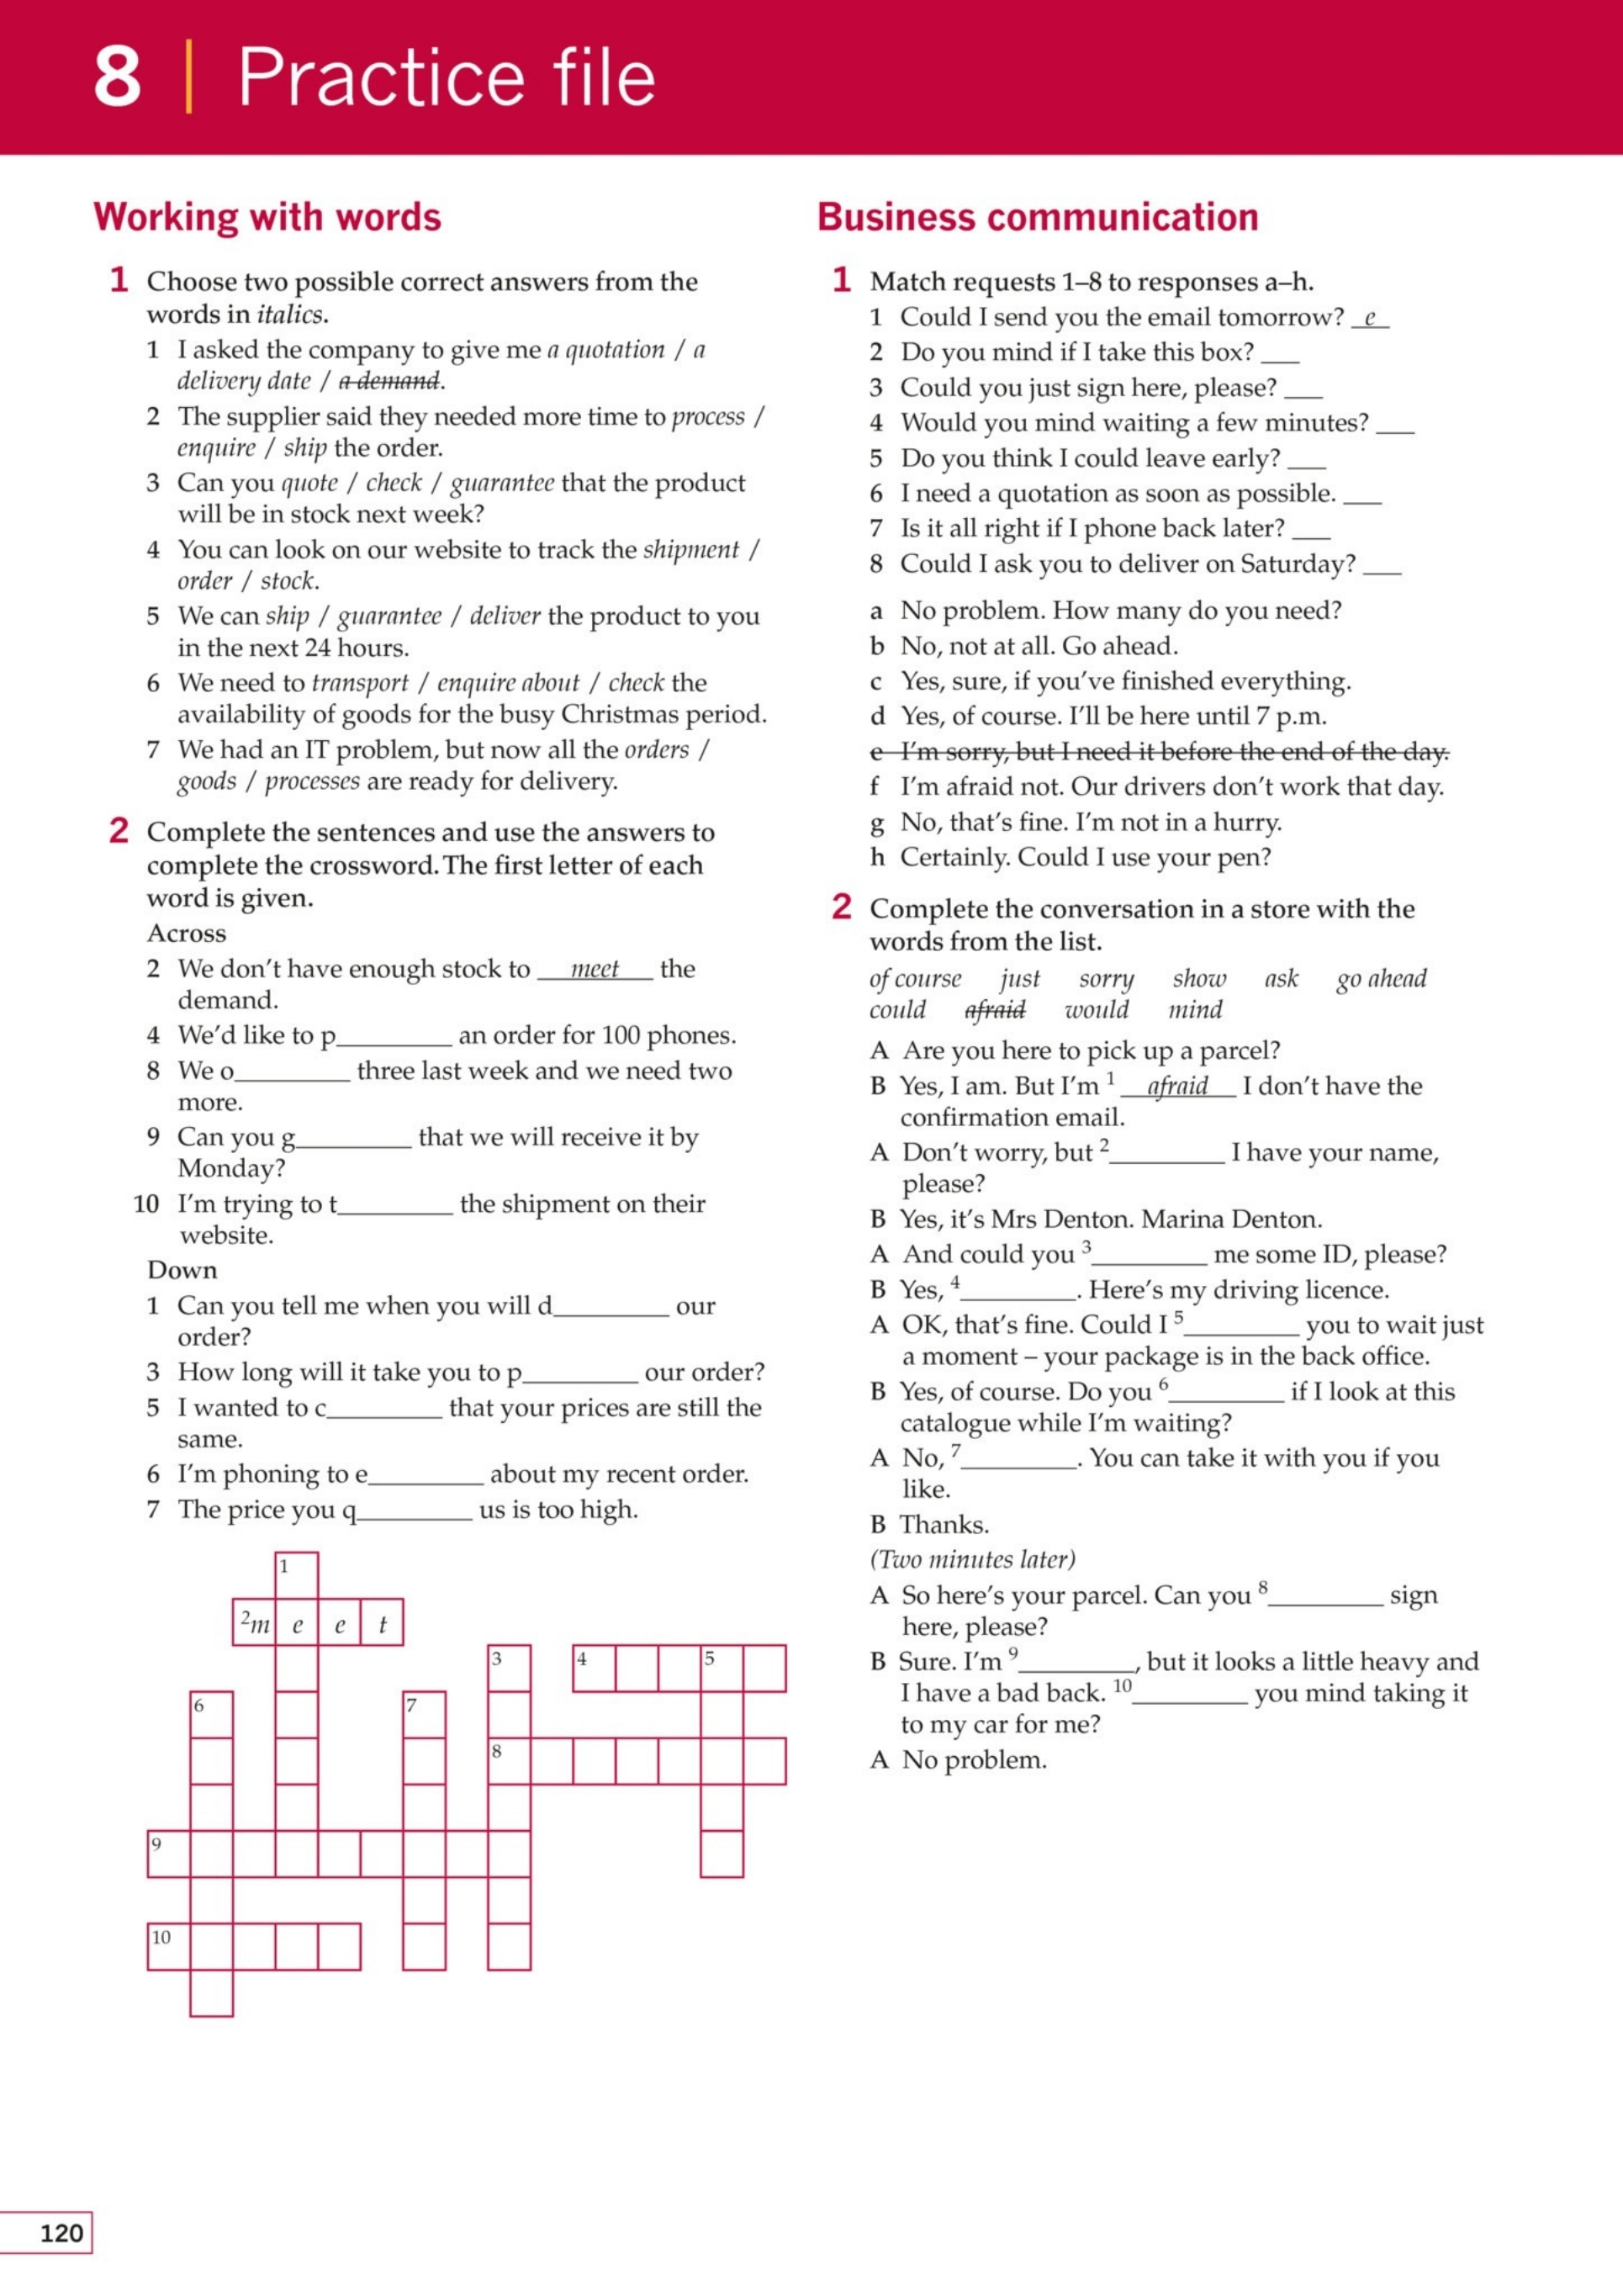 8 | Practice file
Working with words
1 Choose two possible correct answers from the
words in italics.
1 I asked the company to give me a quotation / a
delivery date / a demand.
2 The supplier said they needed more time to process /
enquire / ship the order.
3 Can you quote / check / guarantee that the product
will be in stock next week?
4 You can look on our website to track the shipment /
order / stock.
5 We can ship / guarantee / deliver the product to you
in the next 24 hours.
6 We need to transport / enquire about / check the
availability of goods for the busy Christmas period.
7 We had an IT problem, but now all the orders /
goods / processes are ready for delivery.
2 Complete the sentences and use the answers to
complete the crossword. The first letter of each
word is given.
Across
2 We don't have enough stock to __meet__ the
demand.
4 We'd like to p_________ an order for 100 phones.
8 We o_________ three last week and we need two
more.
9 Can you g_________ that we will receive it by
Monday?
10 I'm trying to t_________ the shipment on their
website.
Down
1 Can you tell me when you will d_________ our
order?
3 How long will it take you to p_________ our order?
5 I wanted to c_________ that your prices are still the
same.
6 I'm phoning to e_________ about my recent order.
7 The price you q_________ us is too high.
1
2 m e e t
3 4 5
6 7
8
9
10
Business communication
1 Match requests 1–8 to responses a–h.
1 Could I send you the email tomorrow? _e_
2 Do you mind if I take this box? ___
3 Could you just sign here, please? ___
4 Would you mind waiting a few minutes? ___
5 Do you think I could leave early? ___
6 I need a quotation as soon as possible. ___
7 Is it all right if I phone back later? ___
8 Could I ask you to deliver on Saturday? ___
a No problem. How many do you need?
b No, not at all. Go ahead.
c Yes, sure, if you've finished everything.
d Yes, of course. I'll be here until 7 p.m.
e I'm sorry, but I need it before the end of the day.
f I'm afraid not. Our drivers don't work that day.
g No, that's fine. I'm not in a hurry.
h Certainly. Could I use your pen?
2 Complete the conversation in a store with the
words from the list.
of course just sorry show ask go ahead
could afraid would mind
A Are you here to pick up a parcel?
B Yes, I am. But I'm 1 __afraid__ I don't have the
confirmation email.
A Don't worry, but 2_________ I have your name,
please?
B Yes, it's Mrs Denton. Marina Denton.
A And could you 3_________ me some ID, please?
B Yes, 4_________. Here's my driving licence.
A OK, that's fine. Could I 5_________ you to wait just
a moment – your package is in the back office.
B Yes, of course. Do you 6_________ if I look at this
catalogue while I'm waiting?
A No, 7_________. You can take it with you if you
like.
B Thanks.
(Two minutes later)
A So here's your parcel. Can you 8_________ sign
here, please?
B Sure. I'm 9_________, but it looks a little heavy and
I have a bad back. 10_________ you mind taking it
to my car for me?
A No problem.
120